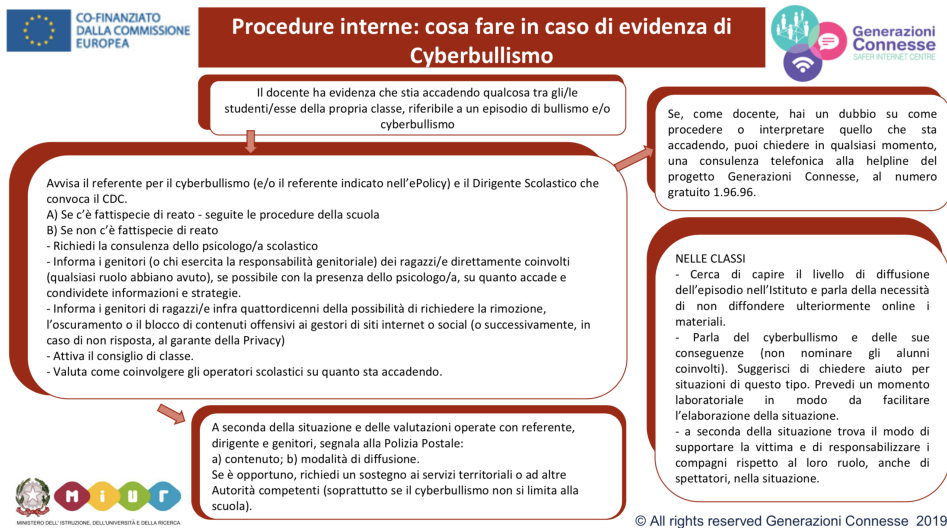 CO-FINANZIATO
DALLA COMMISSIONE
EUROPEA
Procedure interne: cosa fare in caso di evidenza di
Cyberbullismo
Generazioni
Connesse
SAFER INTERNET CENTRE
Il docente ha evidenza che stia accadendo qualcosa tra gli/le
studenti/esse della propria classe, riferibile a un episodio di bullismo e/o
cyberbullismo
Se, come docente, hai un dubbio su come
procedere o interpretare quello che sta
accadendo, puoi chiedere in qualsiasi momento,
una consulenza telefonica alla helpline del
progetto Generazioni Connesse, al numero
gratuito 1.96.96.
Avvisa il referente per il cyberbullismo (e/o il referente indicato nell'ePolicy) e il Dirigente Scolastico che
convoca il CDC.
A) Se c'è fattispecie di reato - seguite le procedure della scuola
B) Se non c'è fattispecie di reato
- Richiedi la consulenza dello psicologo/a scolastico
- Informa i genitori (o chi esercita la responsabilità genitoriale) dei ragazzi/e direttamente coinvolti
(qualsiasi ruolo abbiano avuto), se possibile con la presenza dello psicologo/a, su quanto accade e
condividete informazioni e strategie.
- Informa i genitori di ragazzi/e infra quattordicenni della possibilità di richiedere la rimozione,
l'oscuramento o il blocco di contenuti offensivi ai gestori di siti internet o social (o successivamente, in
caso di non risposta, al garante della Privacy)
- Attiva il consiglio di classe.
- Valuta come coinvolgere gli operatori scolastici su quanto sta accadendo.
NELLE CLASSI
- Cerca di capire il livello di diffusione
dell'episodio nell'Istituto e parla della necessità
di non diffondere ulteriormente online i
materiali.
- Parla del cyberbullismo e delle sue
conseguenze (non nominare gli alunni
coinvolti). Suggerisci di chiedere aiuto per
situazioni di questo tipo. Prevedi un momento
laboratoriale in modo da facilitare
l'elaborazione della situazione.
- a seconda della situazione trova il modo di
supportare la vittima e di responsabilizzare i
compagni rispetto al loro ruolo, anche di
spettatori, nella situazione.
A seconda della situazione e delle valutazioni operate con referente,
dirigente e genitori, segnala alla Polizia Postale:
a) contenuto; b) modalità di diffusione.
Se è opportuno, richiedi un sostegno ai servizi territoriali o ad altre
Autorità competenti (soprattutto se il cyberbullismo non si limita alla
scuola).
miur
MINISTERO DELL'ISTRUZIONE, DELL'UNIVERSITÀ E DELLA RICERCA
© All rights reserved Generazioni Connesse 2019